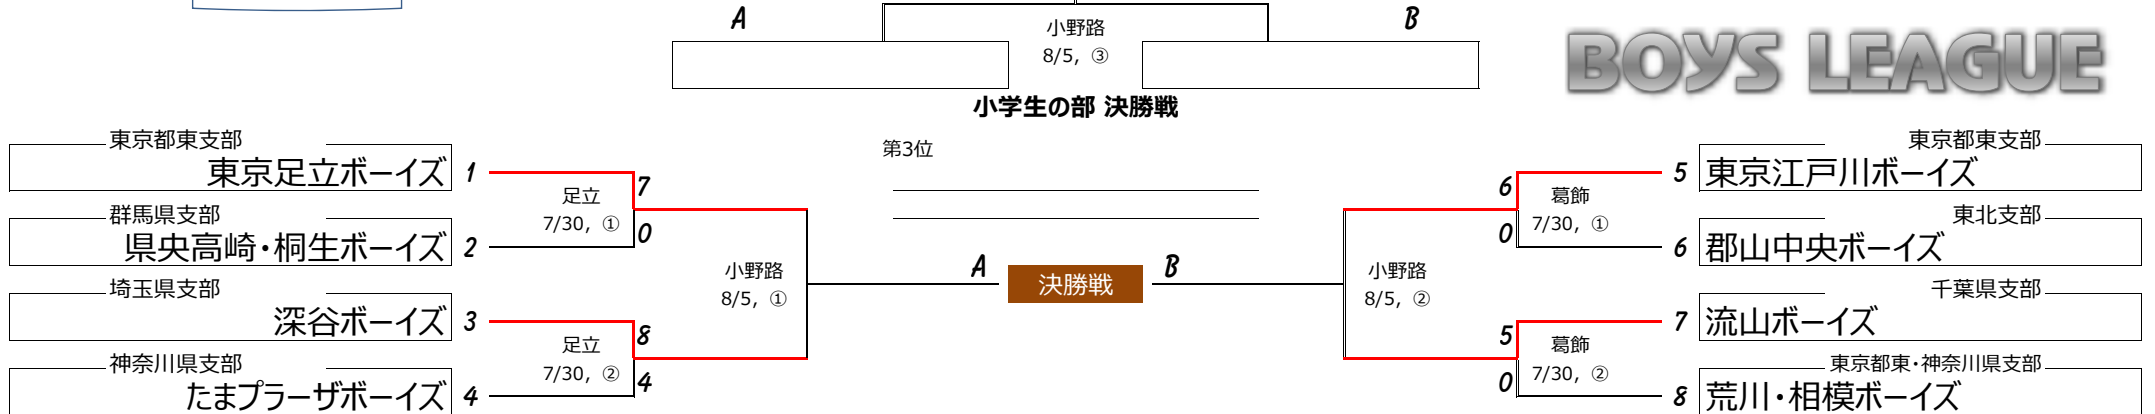 A
B
小野路
8/5, ③
BOYS LEAGUE
小学生の部 決勝戦
第3位
東京都東支部
東京足立ボーイズ 1
足立
7/30, ①
7
0
群馬県支部
県央高崎・桐生ボーイズ 2
埼玉県支部
深谷ボーイズ 3
足立
7/30, ②
8
4
神奈川県支部
たまプラーザボーイズ 4
小野路
8/5, ①
A 決勝戦 B
小野路
8/5, ②
東京都東支部
5 東京江戸川ボーイズ
6
0
葛飾
7/30, ①
東北支部
6 郡山中央ボーイズ
千葉県支部
7 流山ボーイズ
5
0
葛飾
7/30, ②
東京都東・神奈川県支部
8 荒川・相模ボーイズ